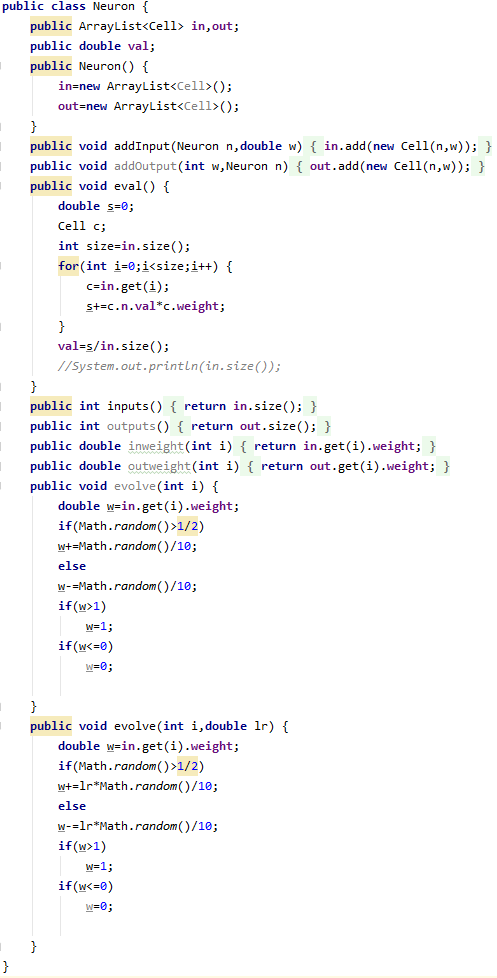 public class Neuron {
public ArrayList<Cell> in,out;
public double val;
public Neuron() {
in=new ArrayList<Cell>();
out=new ArrayList<Cell>();
}
public void addInput(Neuron n,double w) { in.add(new Cell(n,w)); }
public void addOutput(int w,Neuron n) { out.add(new Cell(n,w)); }
public void eval() {
double s=0;
Cell c;
int size=in.size();
for(int i=0;i<size;i++) {
c=in.get(i);
s+=c.n.val*c.weight;
}
val=s/in.size();
//System.out.println(in.size());
}
public int inputs() { return in.size(); }
public int outputs() { return out.size(); }
public double inweight(int i) { return in.get(i).weight; }
public double outweight(int i) { return out.get(i).weight; }
public void evolve(int i) {
double w=in.get(i).weight;
if(Math.random()>1/2)
w+=Math.random()/10;
else
w-=Math.random()/10;
if(w>1)
w=1;
if(w<=0)
w=0;
}
public void evolve(int i,double lr) {
double w=in.get(i).weight;
if(Math.random()>1/2)
w+=lr*Math.random()/10;
else
w-=lr*Math.random()/10;
if(w>1)
w=1;
if(w<=0)
w=0;
}
}